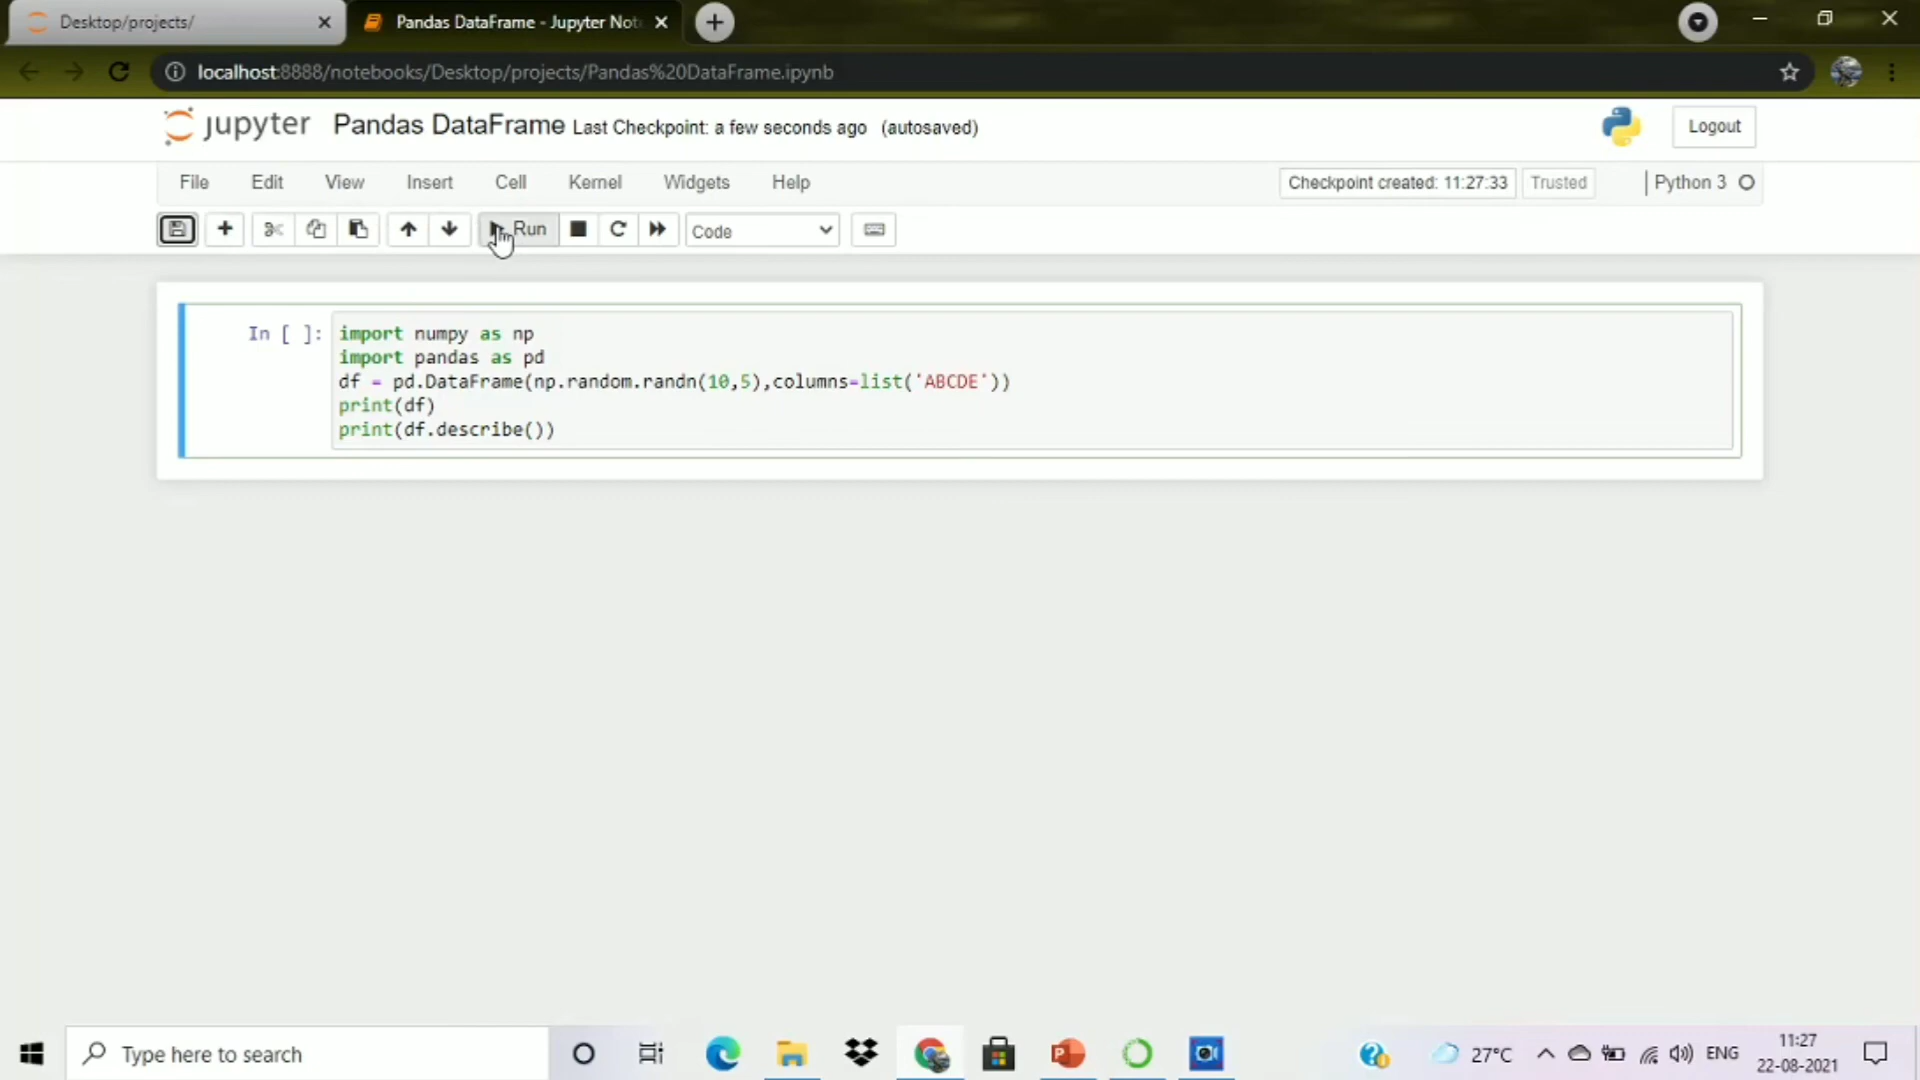 Desktop/projects/
Pandas DataFrame - Jupyter Not
localhost:8888/notebooks/Desktop/projects/Pandas%20DataFrame.ipynb
jupyter Pandas DataFrame Last Checkpoint: a few seconds ago (autosaved)
Logout
File Edit View Insert Cell Kernel Widgets Help
Checkpoint created: 11:27:33 Trusted Python 3
Run Code
In [ ]: import numpy as np
import pandas as pd
df = pd.DataFrame(np.random.randn(10,5),columns=list('ABCDE'))
print(df)
print(df.describe())
Type here to search
27°C ENG 11:27
22-08-2021